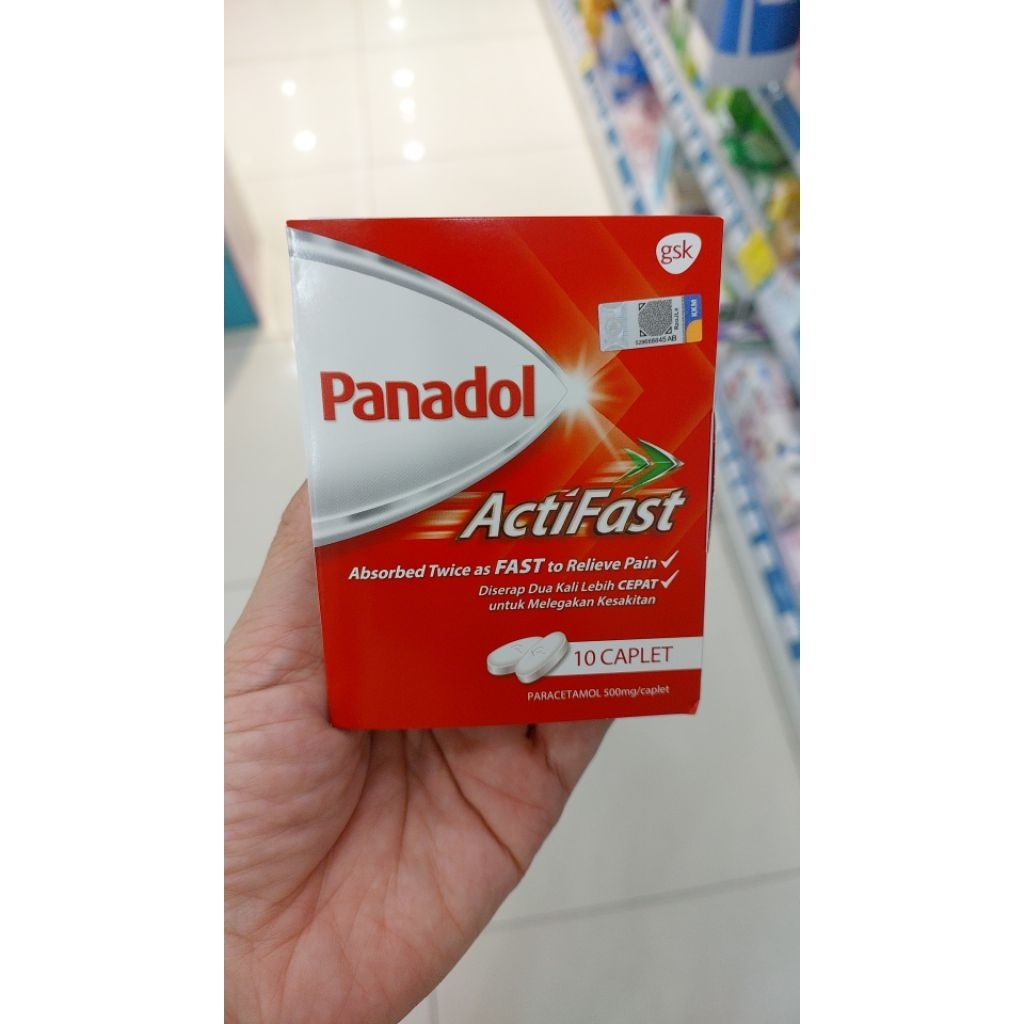 gsk
KKM
Panadol
ActiFast
Absorbed Twice as FAST to Relieve Pain
Diserap Dua Kali Lebih CEPAT
untuk Melegakan Kesakitan
10 CAPLET
PARACETAMOL 500mg/caplet